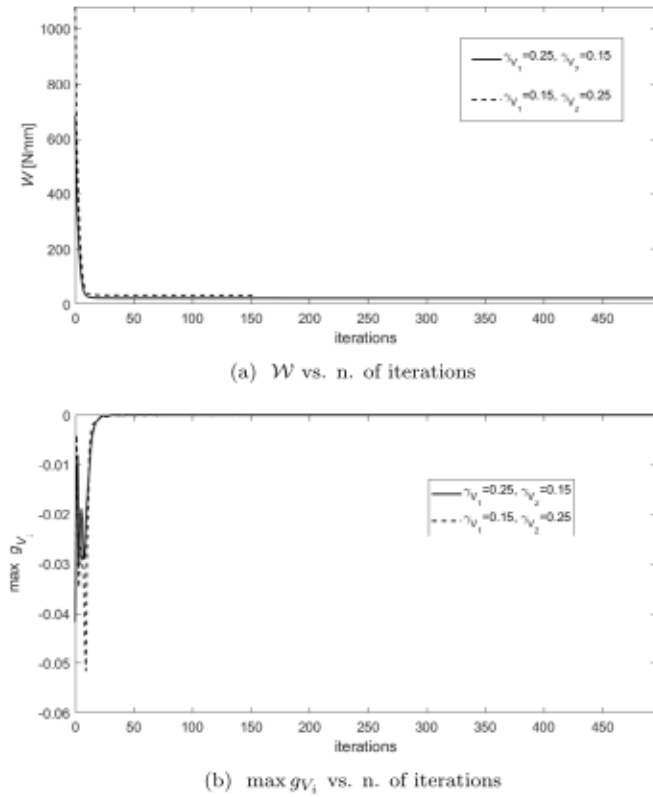 1000
800
600
400
200
0
W [Nmm]
γV1=0.25, γV2=0.15
γV1=0.15, γV2=0.25
0 50 100 150 200 250 300 350 400 450
iterations
(a) W vs. n. of iterations
0
-0.01
-0.02
-0.03
-0.04
-0.05
-0.06
max gVi
γV1=0.25, γV2=0.15
γV1=0.15, γV2=0.25
0 50 100 150 200 250 300 350 400 450
iterations
(b) max gVi vs. n. of iterations